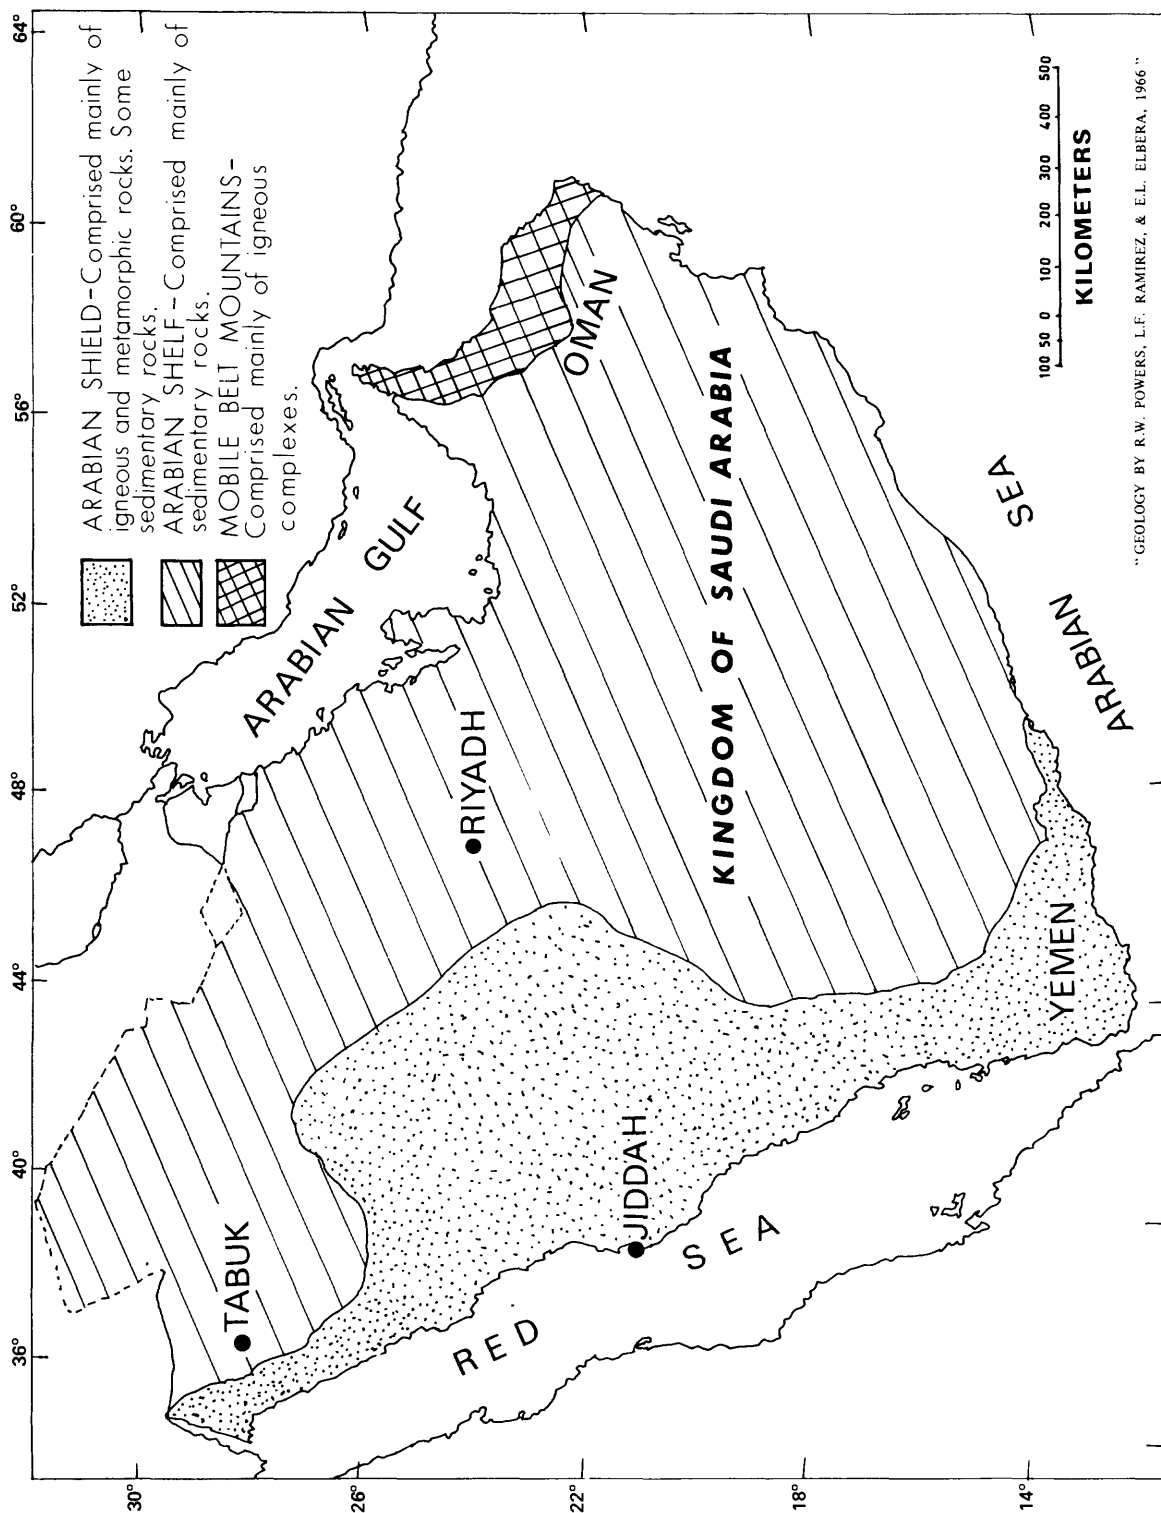 ARABIAN SHIELD-Comprised mainly of
igneous and metamorphic rocks. Some
sedimentary rocks.
ARABIAN SHELF-Comprised mainly of
sedimentary rocks.
MOBILE BELT MOUNTAINS-
Comprised mainly of igneous
complexes.
36°
40°
44°
48°
52°
56°
60°
64°
30°
26°
22°
18°
14°
ARABIAN GULF
TABUK
RIYADH
OMAN
JIDDAH
KINGDOM OF SAUDI ARABIA
RED SEA
YEMEN
ARABIAN SEA
100 50 0 100 200 300 400 500
KILOMETERS
"GEOLOGY BY R.W. POWERS, L.F. RAMIREZ, & E.L. ELBERA, 1966"